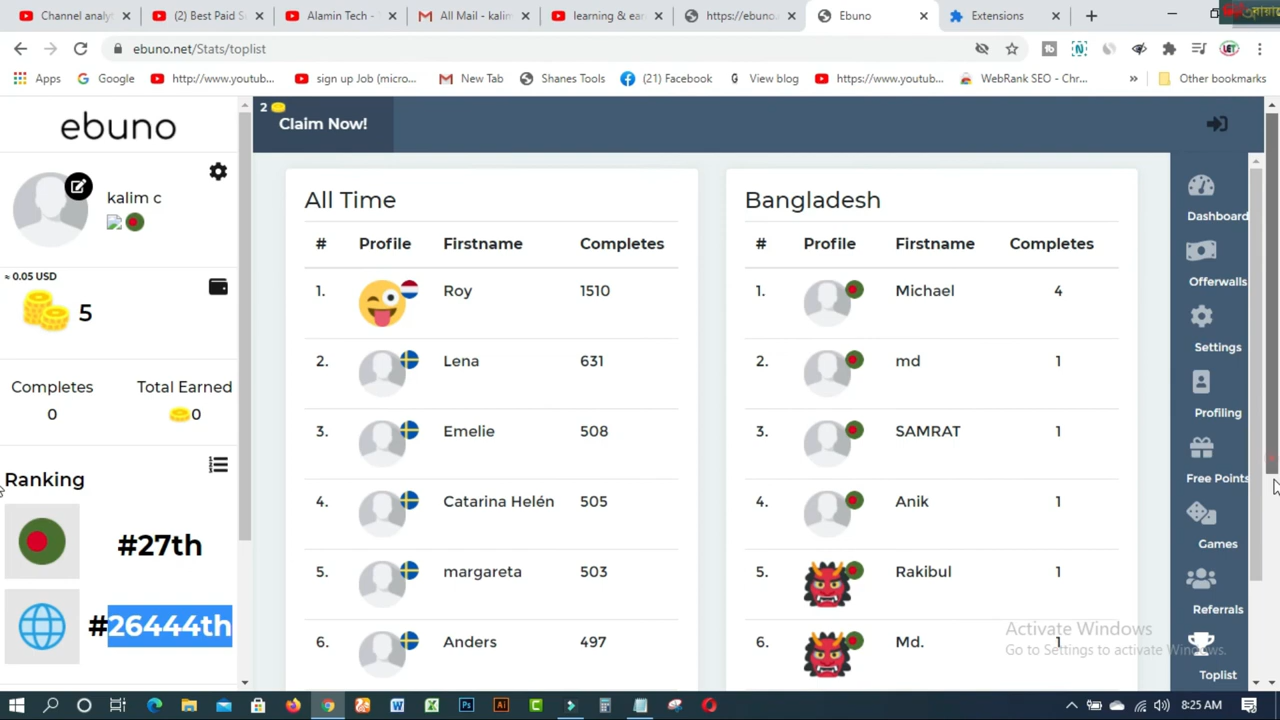 Channel analyt
(2) Best Paid S
Alamin Tech -
All Mail - kalim
learning & ear
https://ebuno.
Ebuno
Extensions
ebuno.net/Stats/toplist
Apps
Google
http://www.youtub...
sign up Job (micro...
New Tab
Shanes Tools
(21) Facebook
View blog
https://www.youtub...
WebRank SEO - Chr...
»
Other bookmarks
ebuno
2
Claim Now!
kalim c
≈ 0.05 USD
5
Completes
Total Earned
0
0
Ranking
#27th
#26444th
All Time
# Profile Firstname Completes
1. Roy 1510
2. Lena 631
3. Emelie 508
4. Catarina Helén 505
5. margareta 503
6. Anders 497
Bangladesh
# Profile Firstname Completes
1. Michael 4
2. md 1
3. SAMRAT 1
4. Anik 1
5. Rakibul 1
6. Md. 1
Dashboard
Offerwalls
Settings
Profiling
Free Points
Games
Referrals
Toplist
Activate Windows
Go to Settings to activate Windows.
8:25 AM